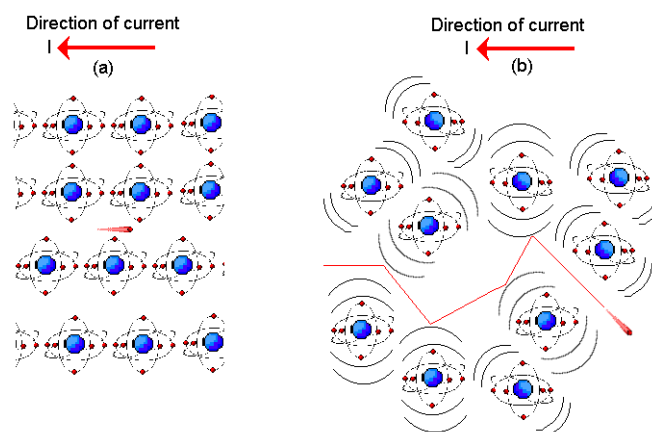 Direction of current
I
(a)
Direction of current
I
(b)